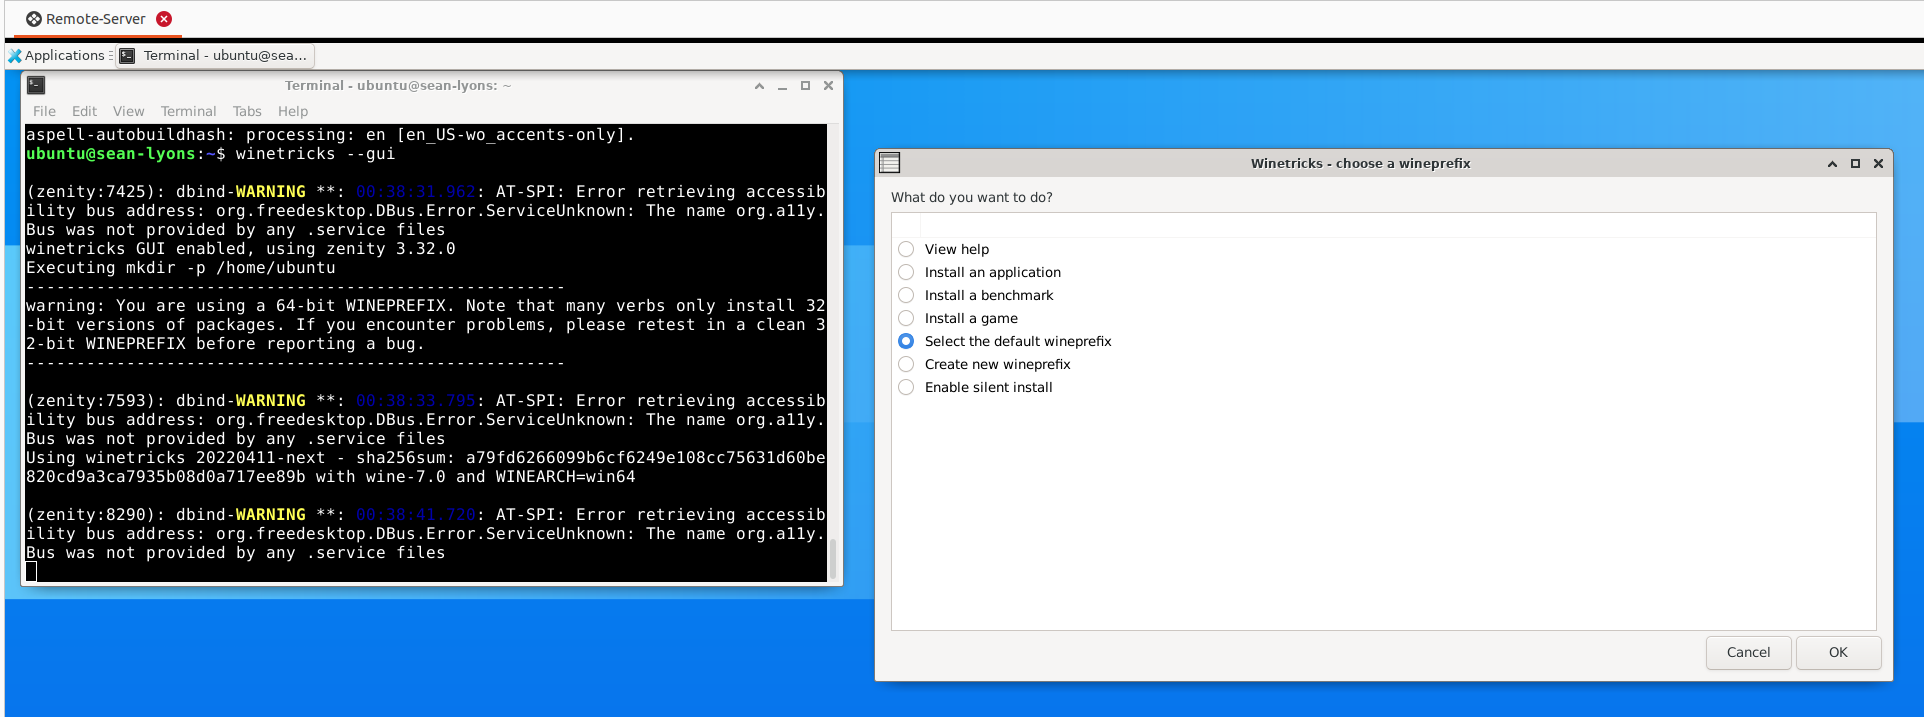 Remote-Server
Applications Terminal - ubuntu@sea...
Terminal - ubuntu@sean-lyons: ~
File Edit View Terminal Tabs Help
aspell-autobuildhash: processing: en [en_US-wo_accents-only].
ubuntu@sean-lyons:~$ winetricks --gui
(zenity:7425): dbind-WARNING **: 00:38:31.962: AT-SPI: Error retrieving accessib
ility bus address: org.freedesktop.DBus.Error.ServiceUnknown: The name org.a11y.
Bus was not provided by any .service files
winetricks GUI enabled, using zenity 3.32.0
Executing mkdir -p /home/ubuntu
------------------------------------------------------
warning: You are using a 64-bit WINEPREFIX. Note that many verbs only install 32
-bit versions of packages. If you encounter problems, please retest in a clean 3
2-bit WINEPREFIX before reporting a bug.
------------------------------------------------------
(zenity:7593): dbind-WARNING **: 00:38:33.795: AT-SPI: Error retrieving accessib
ility bus address: org.freedesktop.DBus.Error.ServiceUnknown: The name org.a11y.
Bus was not provided by any .service files
Using winetricks 20220411-next - sha256sum: a79fd6266099b6cf6249e108cc75631d60be
820cd9a3ca7935b08d0a717ee89b with wine-7.0 and WINEARCH=win64
(zenity:8290): dbind-WARNING **: 00:38:41.720: AT-SPI: Error retrieving accessib
ility bus address: org.freedesktop.DBus.Error.ServiceUnknown: The name org.a11y.
Bus was not provided by any .service files
Winetricks - choose a wineprefix
What do you want to do?
View help
Install an application
Install a benchmark
Install a game
Select the default wineprefix
Create new wineprefix
Enable silent install
Cancel OK